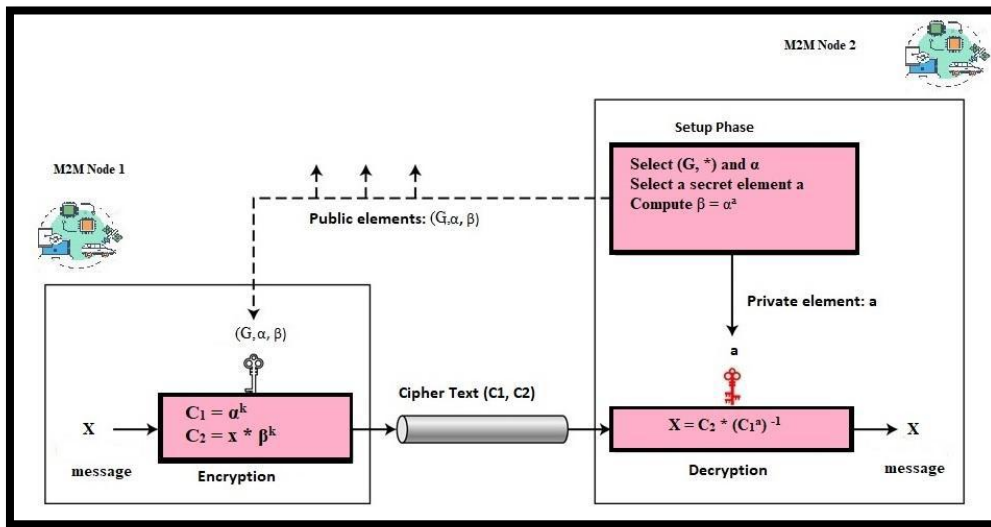 M2M Node 2
Setup Phase
Select (G, *) and α
Select a secret element a
Compute β = αᵃ
M2M Node 1
Public elements: (G,α, β)
Private element: a
(G,α, β)
a
Cipher Text (C1, C2)
X
C₁ = αᵏ
C₂ = x * βᵏ
X = C₂ * (C₁ᵃ) ⁻¹
X
message
Encryption
Decryption
message